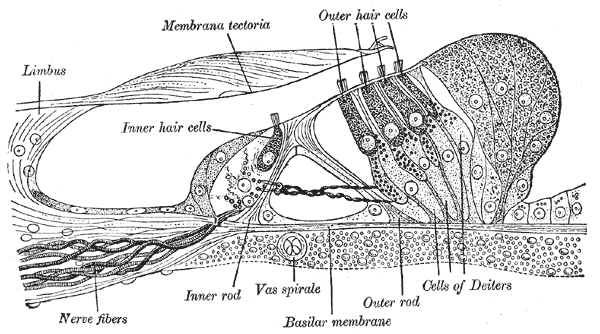 Outer hair cells
Membrana tectoria
Limbus
Inner hair cells
Nerve fibers
Inner rod
Vas spirale
Basilar membrane
Outer rod
Cells of Deiters